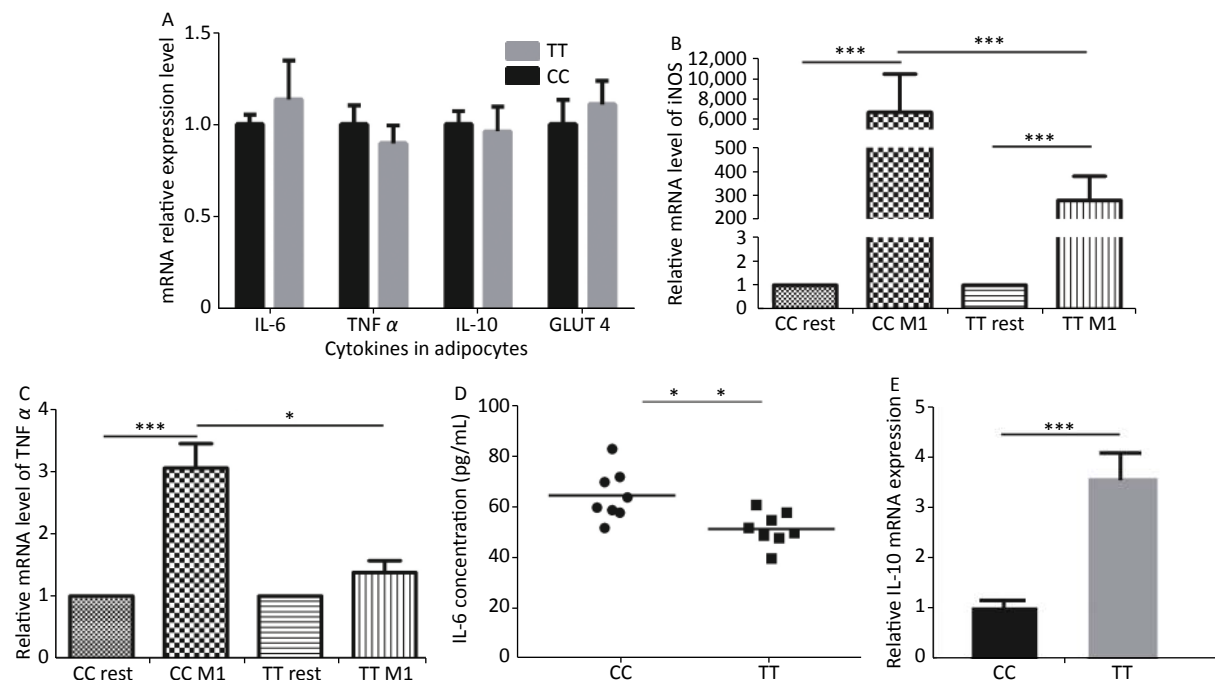 A
mRNA relative expression level
1.5
1.0
0.5
0
TT
CC
IL-6 TNF α IL-10 GLUT 4
Cytokines in adipocytes
B
Relative mRNA level of iNOS
12,000
10,000
8,000
6,000
500
400
300
200
3
2
1
0
***
***
***
CC rest CC M1 TT rest TT M1
C
Relative mRNA level of TNF α
4
3
2
1
0
***
*
CC rest CC M1 TT rest TT M1
D
IL-6 concentration (pg/mL)
100
80
60
40
20
0
* *
CC TT
E
Relative IL-10 mRNA expression
5
4
3
2
1
0
***
CC TT